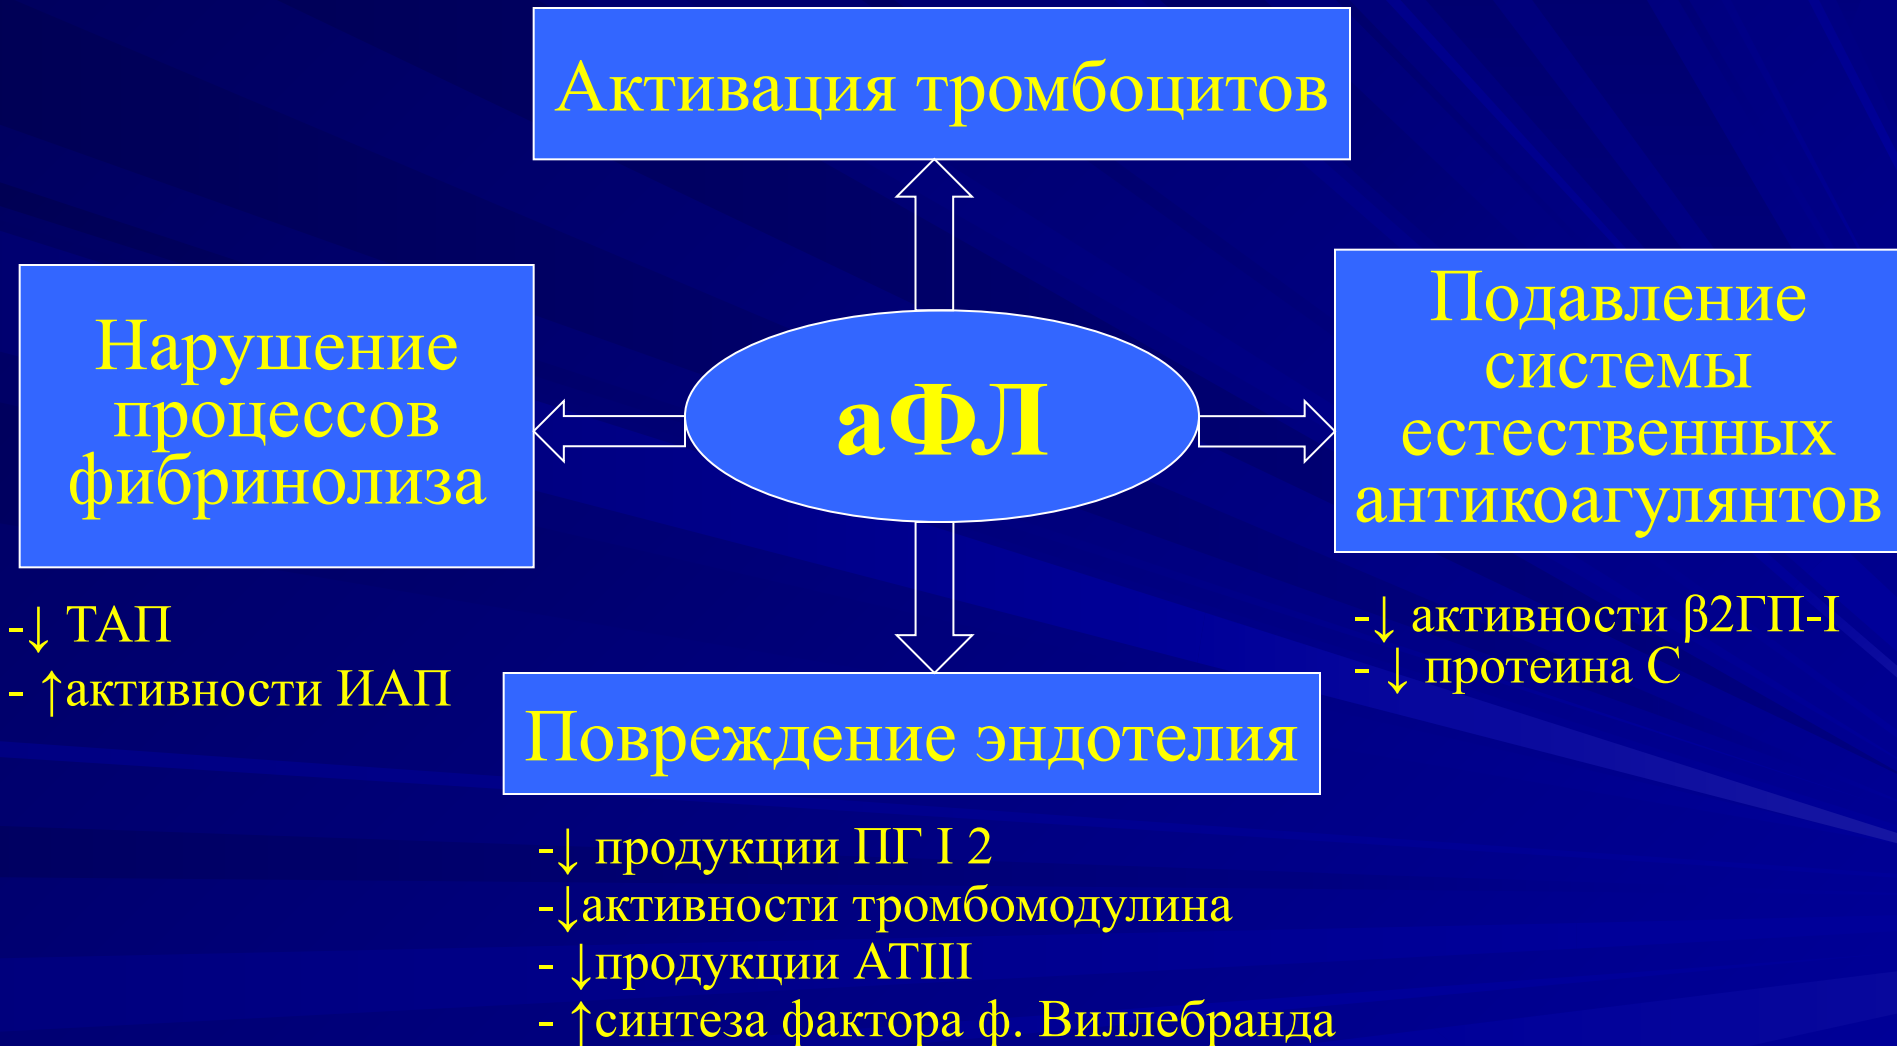 Активация тромбоцитов
Нарушение
процессов
фибринолиза
-↓ ТАП
- ↑активности ИАП
аФЛ
Подавление
системы
естественных
антикоагулянтов
-↓ активности β2ГП-I
- ↓ протеина С
Повреждение эндотелия
-↓ продукции ПГ I 2
-↓активности тромбомодулина
- ↓продукции АТIII
- ↑синтеза фактора ф. Виллебранда